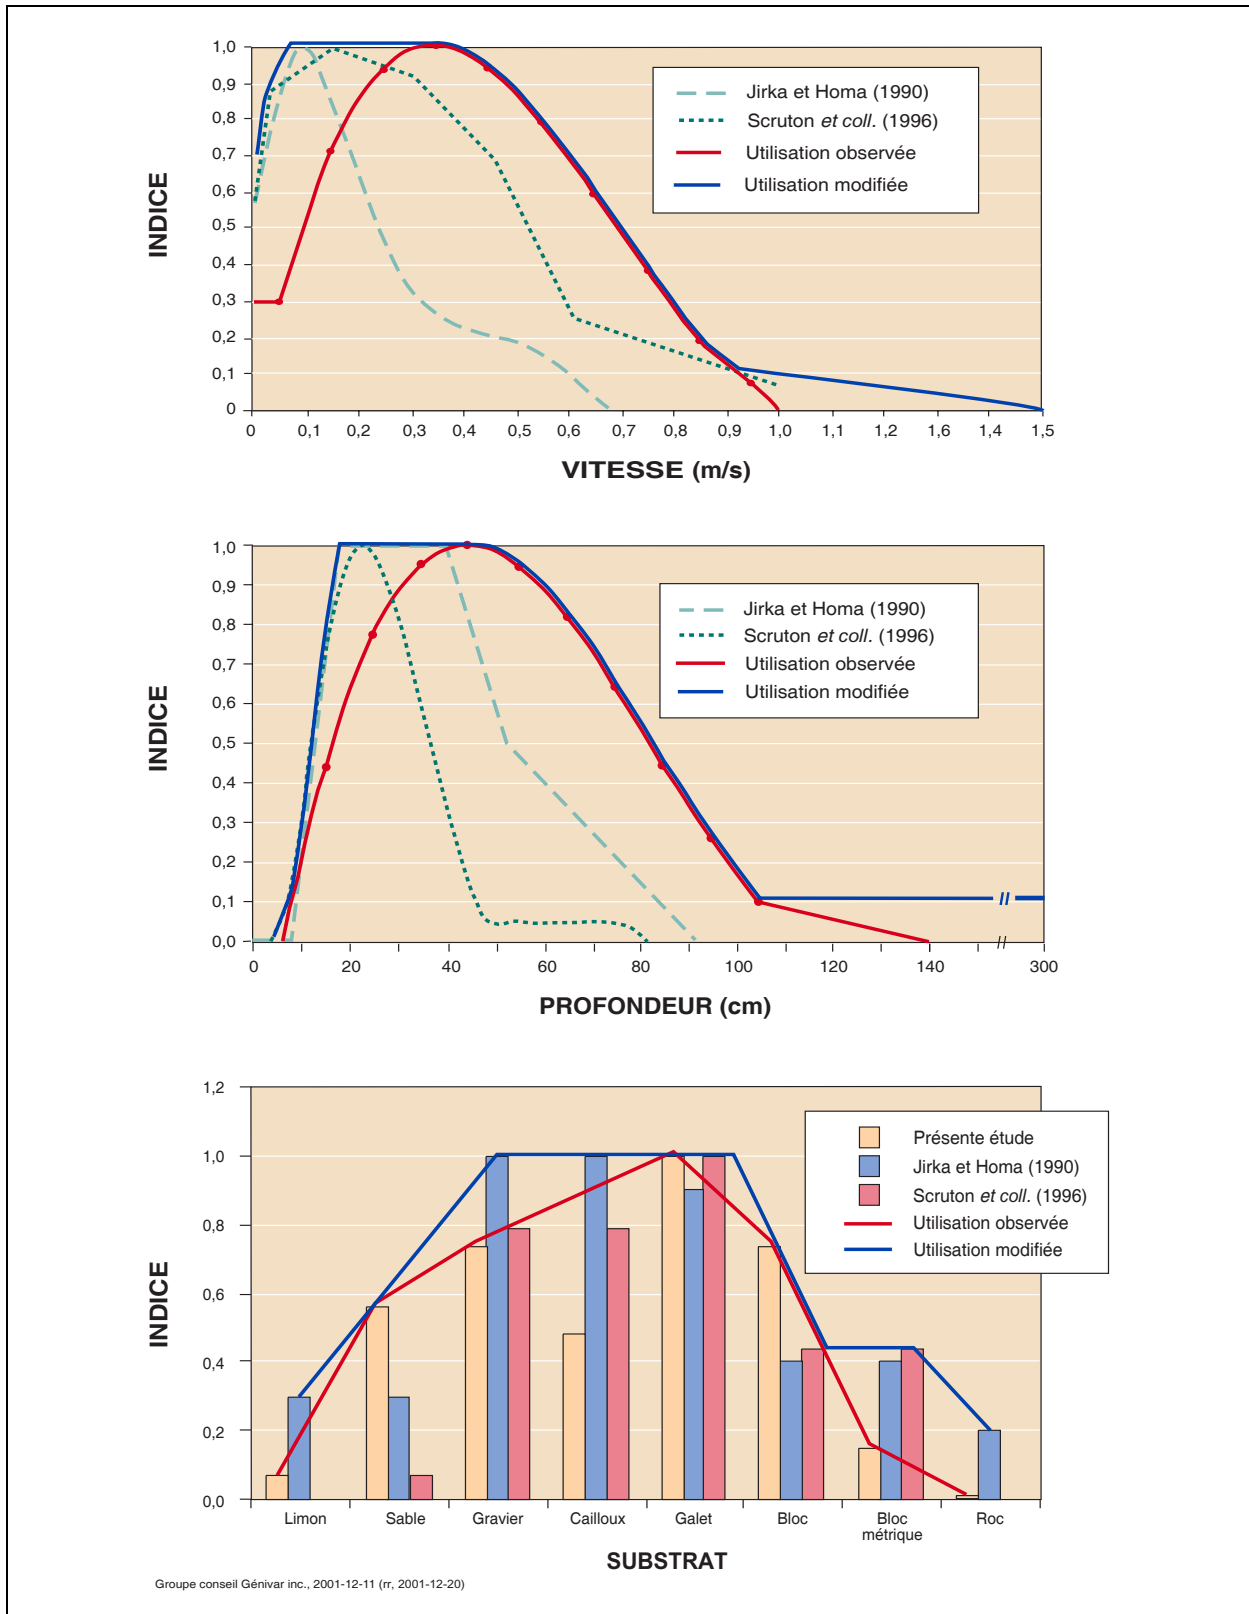 1,0
0,9
0,8
0,7
0,6
0,5
0,4
0,3
0,2
0,1
0
INDICE
Jirka et Homa (1990)
Scruton et coll. (1996)
Utilisation observée
Utilisation modifiée
0 0,1 0,2 0,3 0,4 0,5 0,6 0,7 0,8 0,9 1,0 1,1 1,2 1,6 1,4 1,5
VITESSE (m/s)
1,0
0,9
0,8
0,7
0,6
0,5
0,4
0,3
0,2
0,1
0,0
INDICE
Jirka et Homa (1990)
Scruton et coll. (1996)
Utilisation observée
Utilisation modifiée
0 20 40 60 80 100 120 140 300
PROFONDEUR (cm)
1,2
1,0
0,8
0,6
0,4
0,2
0,0
INDICE
Présente étude
Jirka et Homa (1990)
Scruton et coll. (1996)
Utilisation observée
Utilisation modifiée
Limon Sable Gravier Cailloux Galet Bloc Bloc Roc
métrique
SUBSTRAT
Groupe conseil Génivar inc., 2001-12-11 (rr, 2001-12-20)